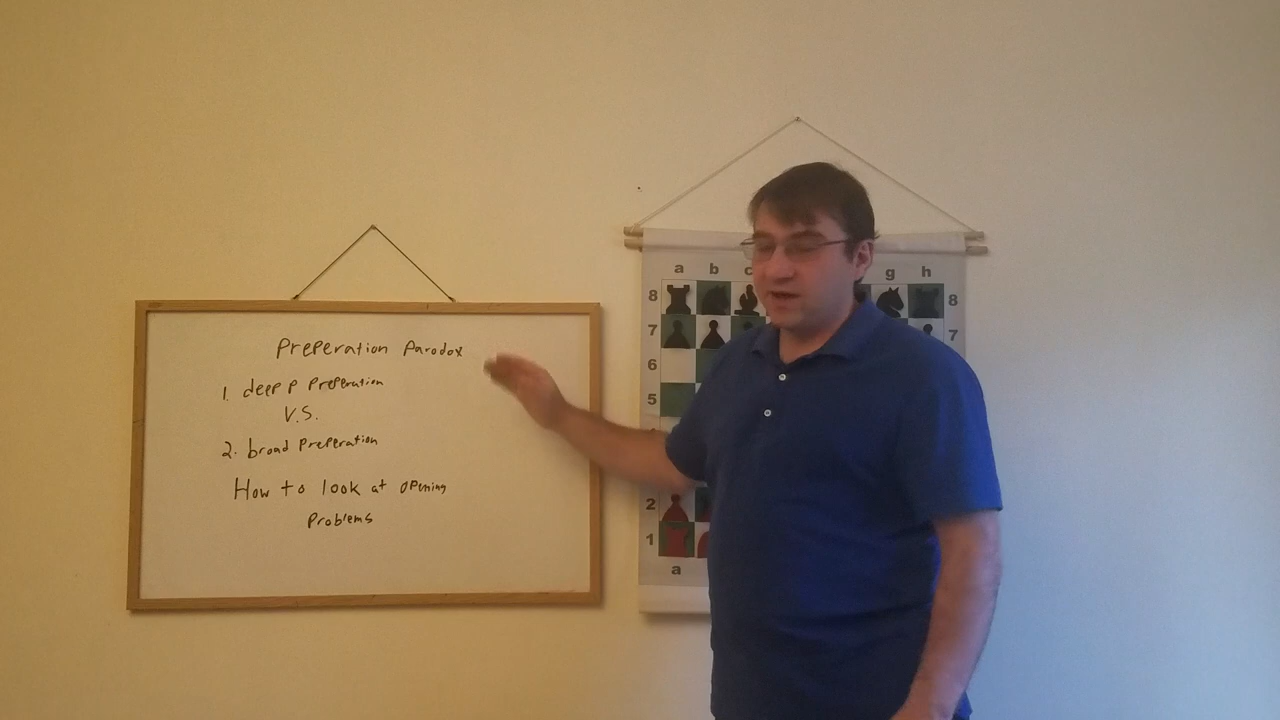 Preperation Parodox
1. deep P Preperation
V.S.
2. broad Preperation
How to look at opening
Problems
a b c g h
8 8
7 7
6
5
2
1
a